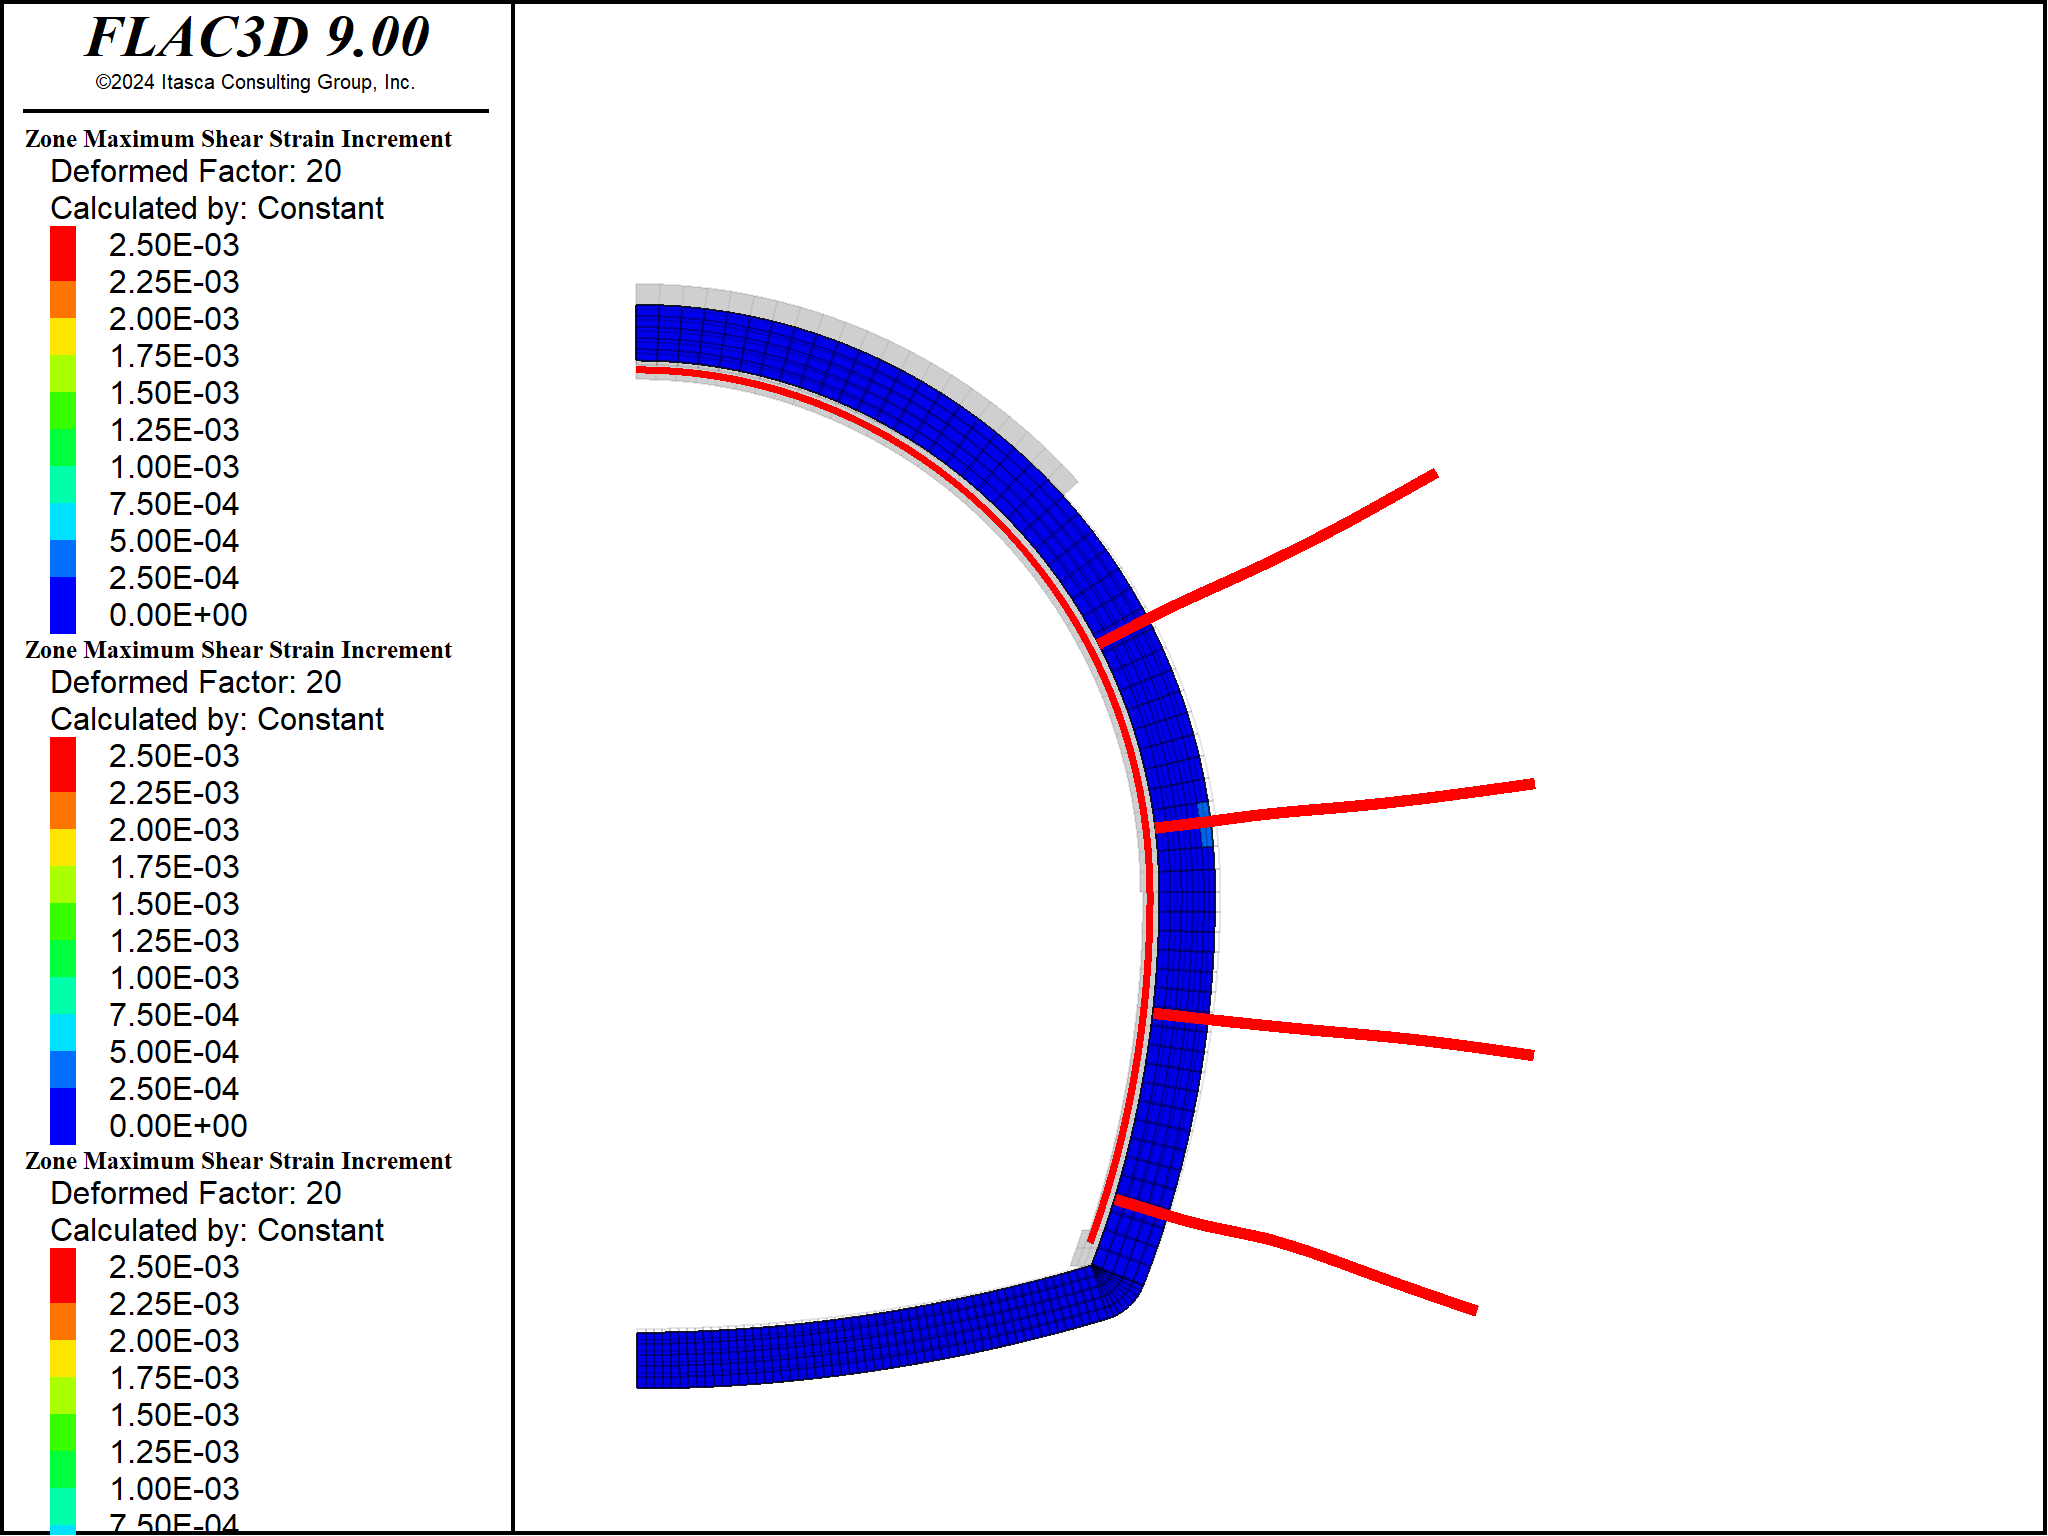 FLAC3D 9.00
©2024 Itasca Consulting Group, Inc.
Zone Maximum Shear Strain Increment
Deformed Factor: 20
Calculated by: Constant
2.50E-03
2.25E-03
2.00E-03
1.75E-03
1.50E-03
1.25E-03
1.00E-03
7.50E-04
5.00E-04
2.50E-04
0.00E+00
Zone Maximum Shear Strain Increment
Deformed Factor: 20
Calculated by: Constant
2.50E-03
2.25E-03
2.00E-03
1.75E-03
1.50E-03
1.25E-03
1.00E-03
7.50E-04
5.00E-04
2.50E-04
0.00E+00
Zone Maximum Shear Strain Increment
Deformed Factor: 20
Calculated by: Constant
2.50E-03
2.25E-03
2.00E-03
1.75E-03
1.50E-03
1.25E-03
1.00E-03
7.50E-04